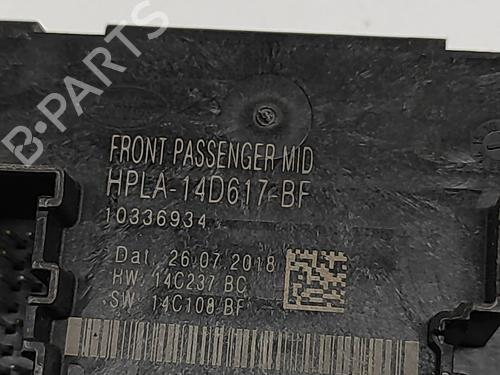 B-PARTS
FRONT PASSENGER MID
HPLA-14D617-BF
10336934
Dat. 26.07.2018
HW. 14C237 BC
SW. 14C108 BF